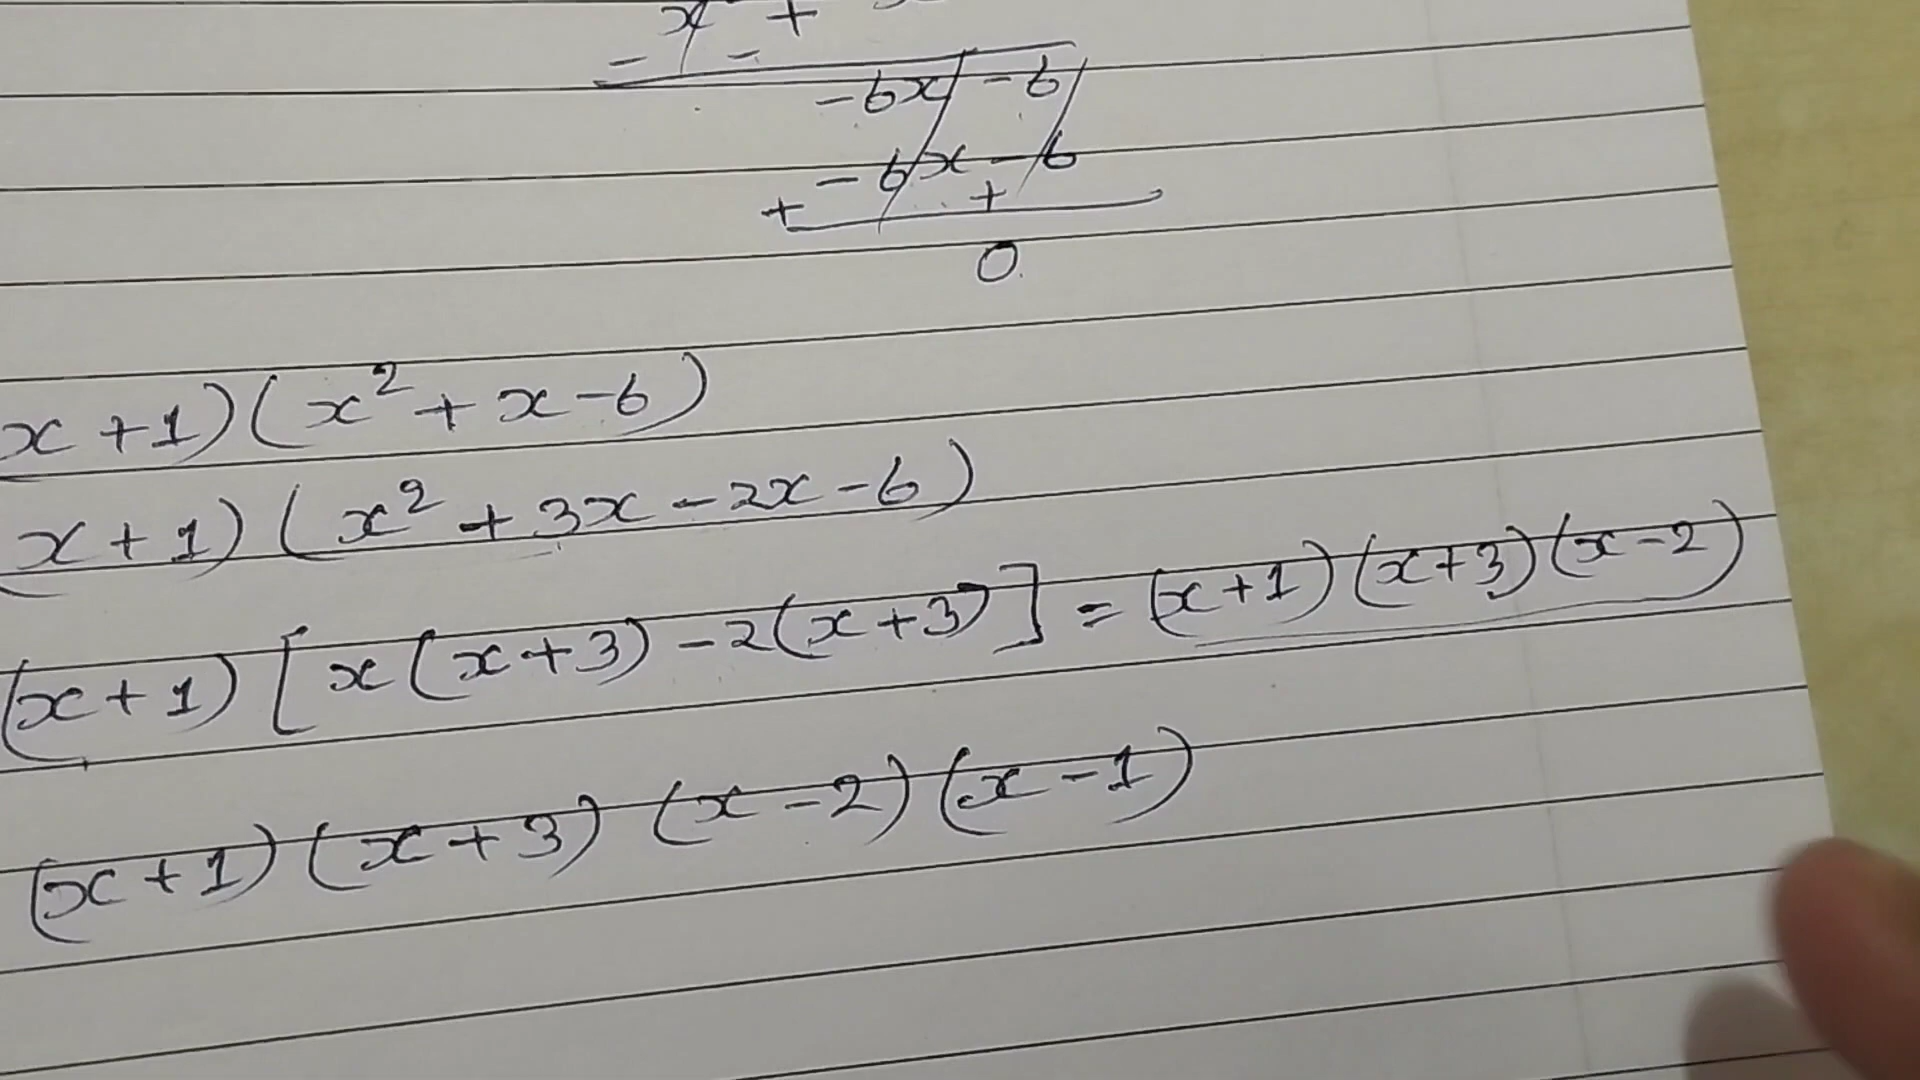 x² +
- -
-6x -6
-6x -6
+ +
0
x+1)(x²+x-6)
(x+1)(x²+3x-2x-6)
(x+1)[x(x+3)-2(x+3)] = (x+1)(x+3)(x-2)
(x+1)(x+3)(x-2)(x-1)